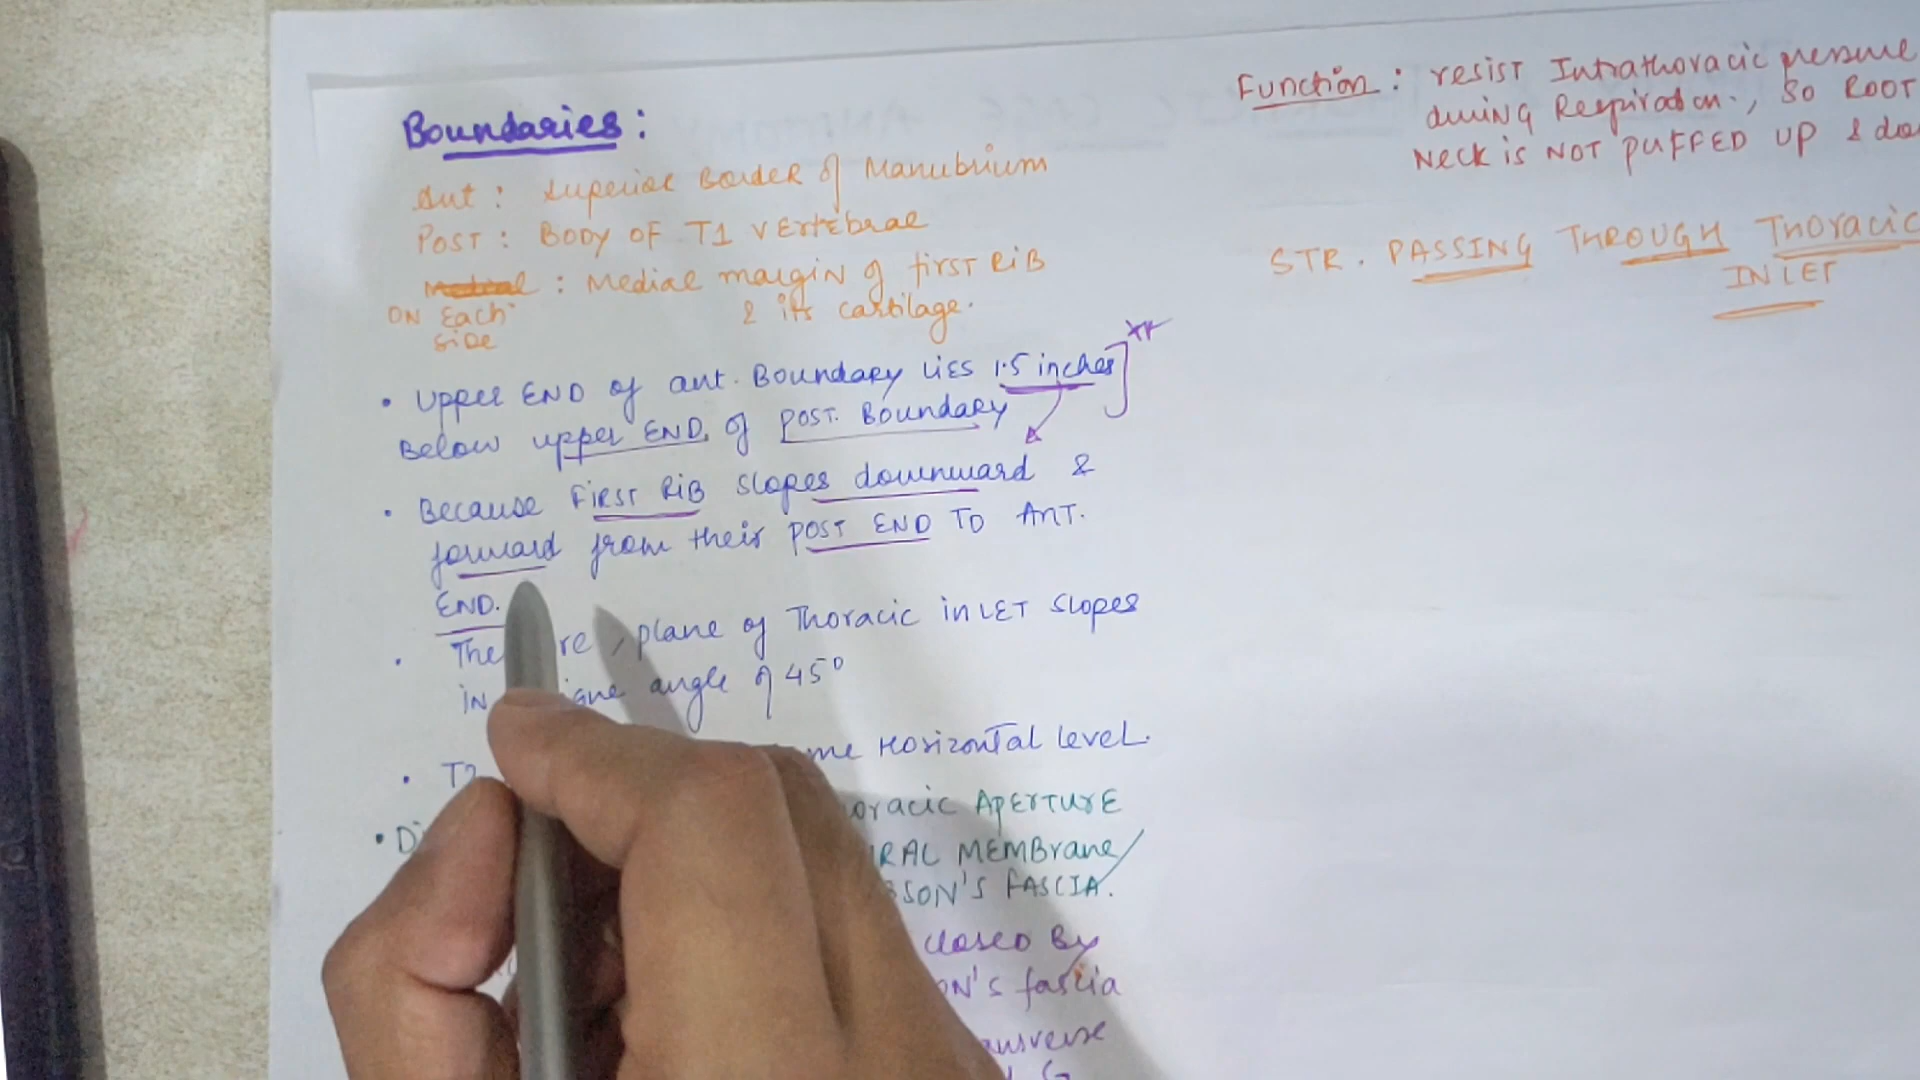 Boundaries:
Ant: Superior Border of Manubrium
POST: BODY OF T1 VErtebrae
: Medial margin of first RiB
ON Each side
& its cartilage.
• Upper END of ant. Boundary lies 1.5 inches
Below upper END of POST. Boundary
• Because First RiB slopes downward &
forward from their POST END TO ANT.
END.
• plane of Thoracic inLET slopes
in angle of 45°
• Horizontal level.
APErTUrE
MEMBrane/
FASCIA.
closed By
fascia
Function: resist Intrathoracic pressure
during Respiration., SO ROOT
Neck is NOT PUFFED UP &
STR. PASSING THROUGH Thoracic
INLET